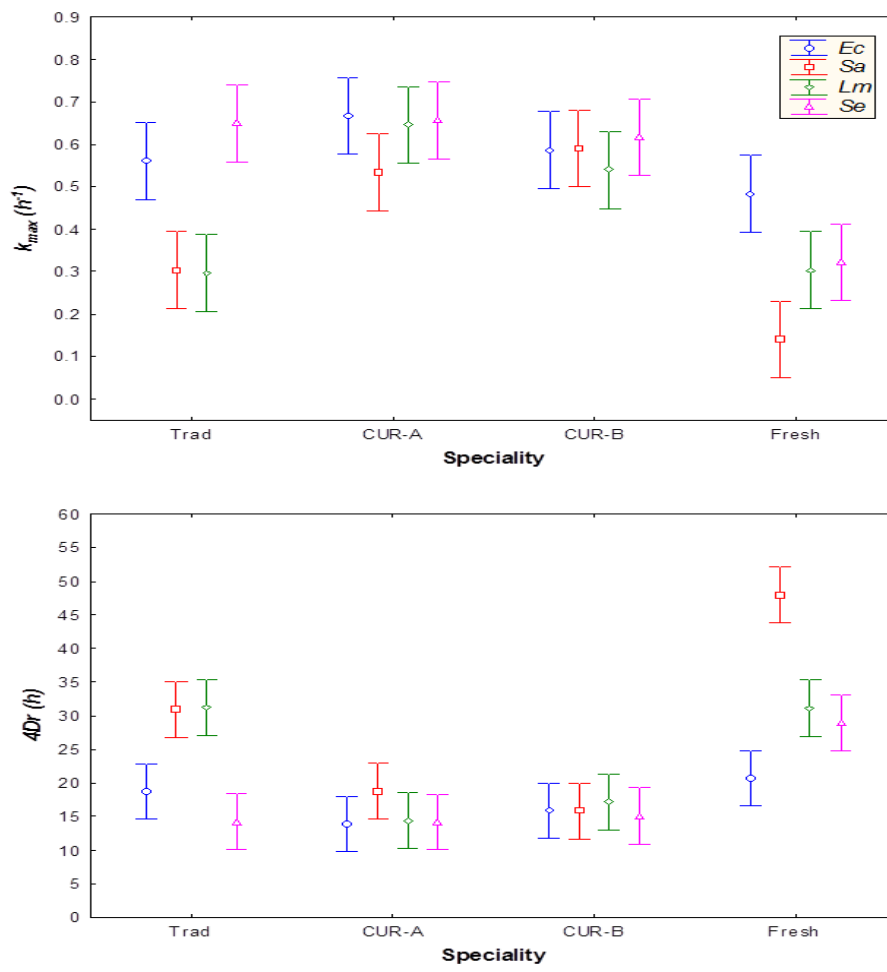 0.9
0.8
0.7
0.6
0.5
0.4
0.3
0.2
0.1
0.0
k_max (h⁻¹)
Ec
Sa
Lm
Se
Trad CUR-A CUR-B Fresh
Speciality
60
55
50
45
40
35
30
25
20
15
10
5
0
4Dr (h)
Trad CUR-A CUR-B Fresh
Speciality